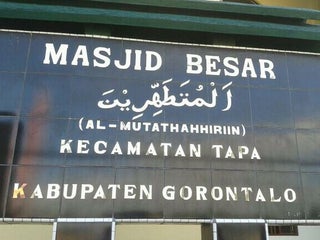 MASJID BESAR
اَلْمُتَطَهِّرِيْنَ
(AL-MUTATHAHHIRIIN)
KECAMATAN TAPA
KABUPATEN GORONTALO